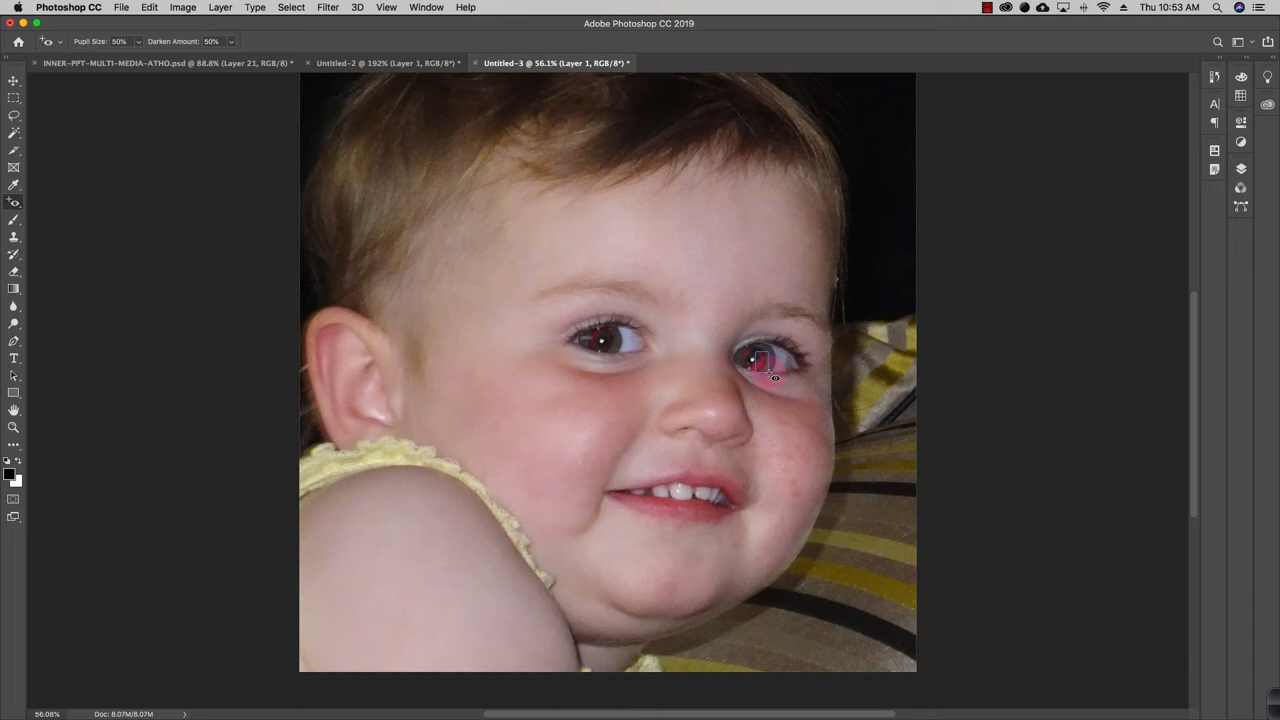 Photoshop CC File Edit Image Layer Type Select Filter 3D View Window Help Thu 10:53 AM
Adobe Photoshop CC 2019
Pupil Size: 50% Darken Amount: 50%
× INNER-PPT-MULTI-MEDIA-ATHO.psd @ 88.8% (Layer 21, RGB/8) * × Untitled-2 @ 192% (Layer 1, RGB/8*) * × Untitled-3 @ 56.1% (Layer 1, RGB/8*) *
56.08% Doc: 8.07M/8.07M